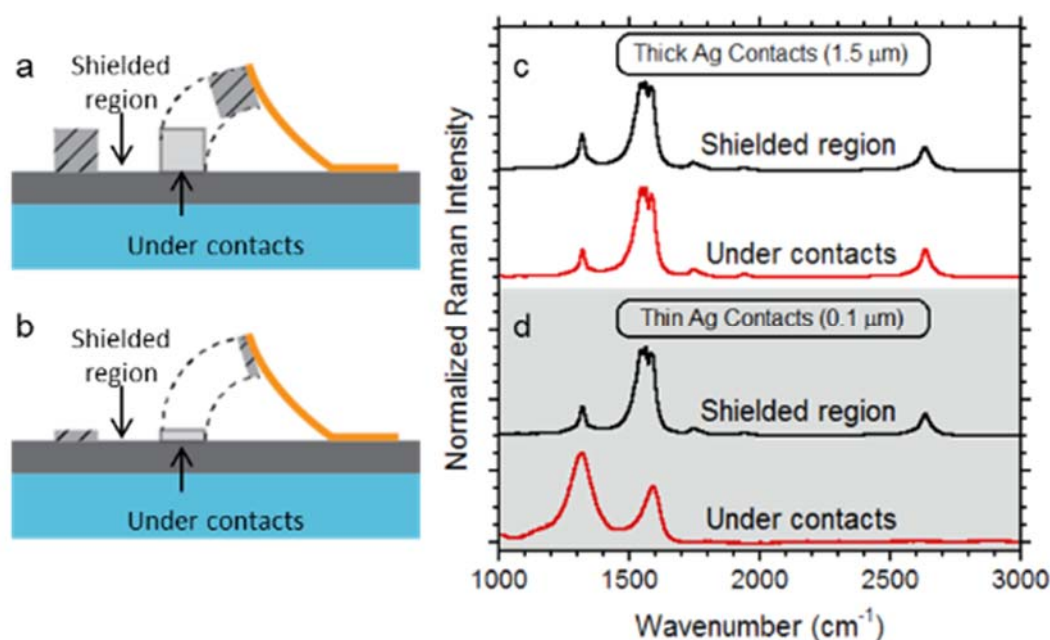 a
Shielded
region
Under contacts
b
Shielded
region
Under contacts
c
Thick Ag Contacts (1.5 μm)
Shielded region
Under contacts
d
Thin Ag Contacts (0.1 μm)
Shielded region
Under contacts
Normalized Raman Intensity
1000 1500 2000 2500 3000
Wavenumber (cm⁻¹)